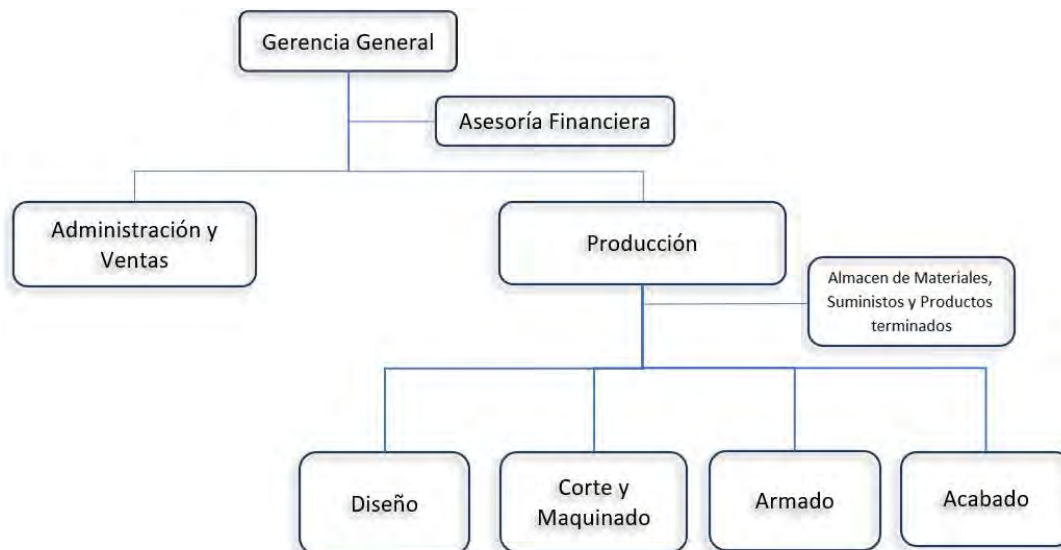 Gerencia General
Asesoría Financiera
Administración y
Ventas
Producción
Almacen de Materiales,
Suministos y Productos
terminados
Diseño
Corte y
Maquinado
Armado
Acabado